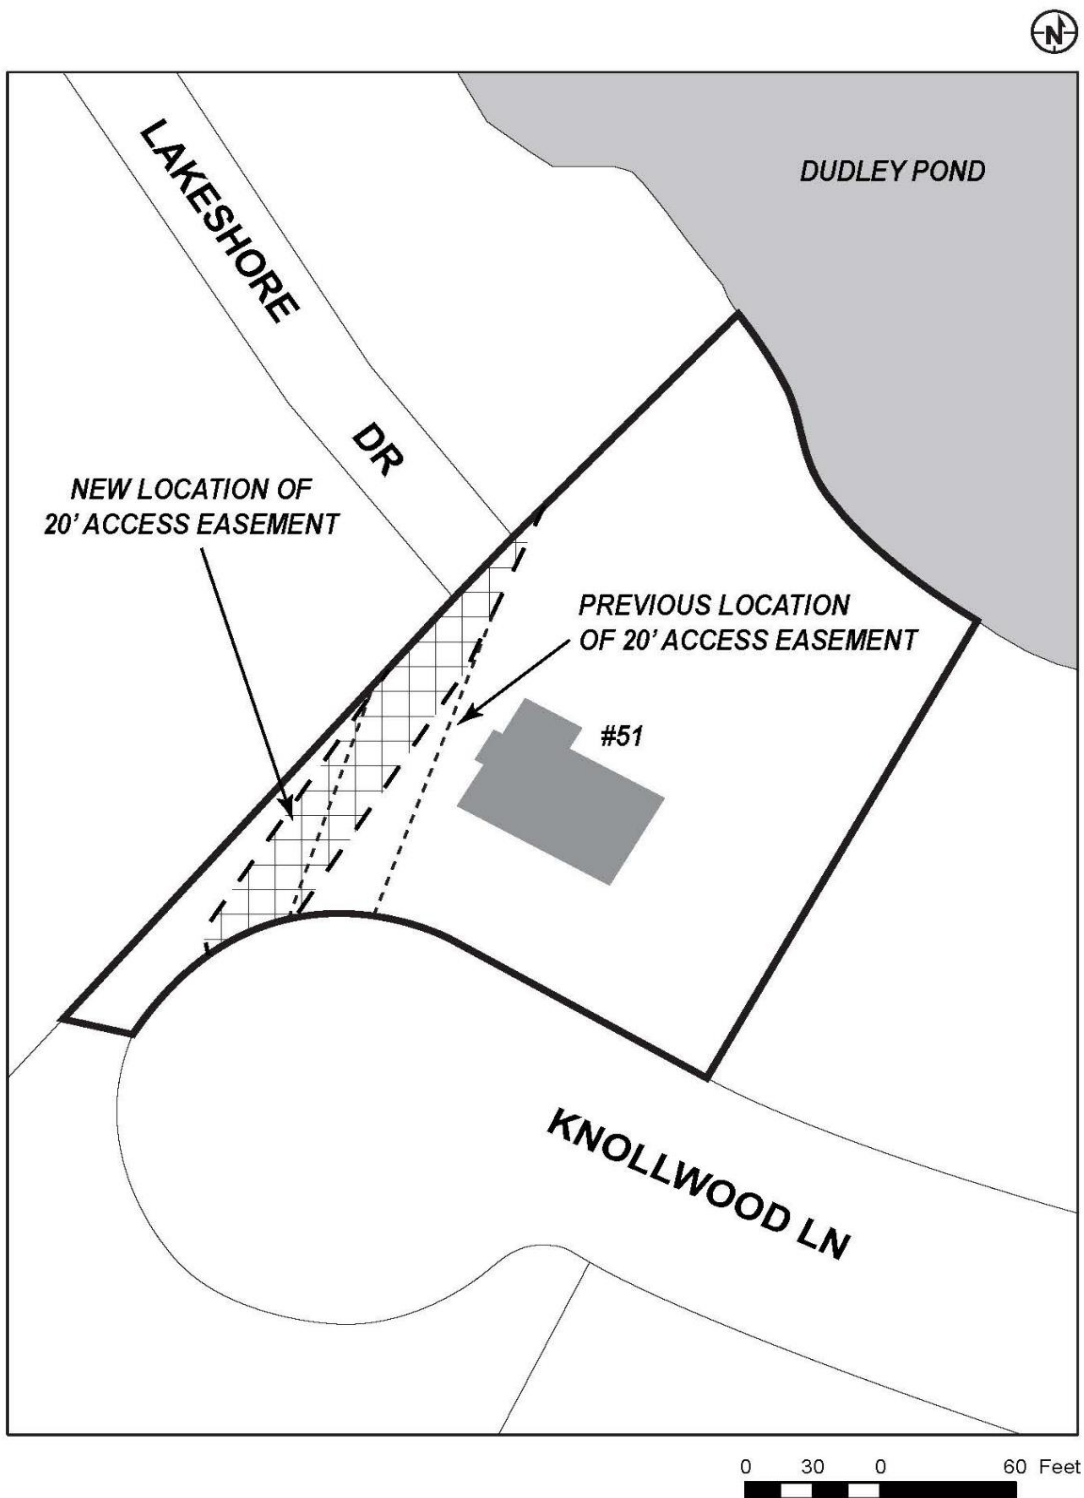 N
DUDLEY POND
LAKESHORE
DR
NEW LOCATION OF
20' ACCESS EASEMENT
PREVIOUS LOCATION
OF 20' ACCESS EASEMENT
#51
KNOLLWOOD LN
0 30 0 60 Feet